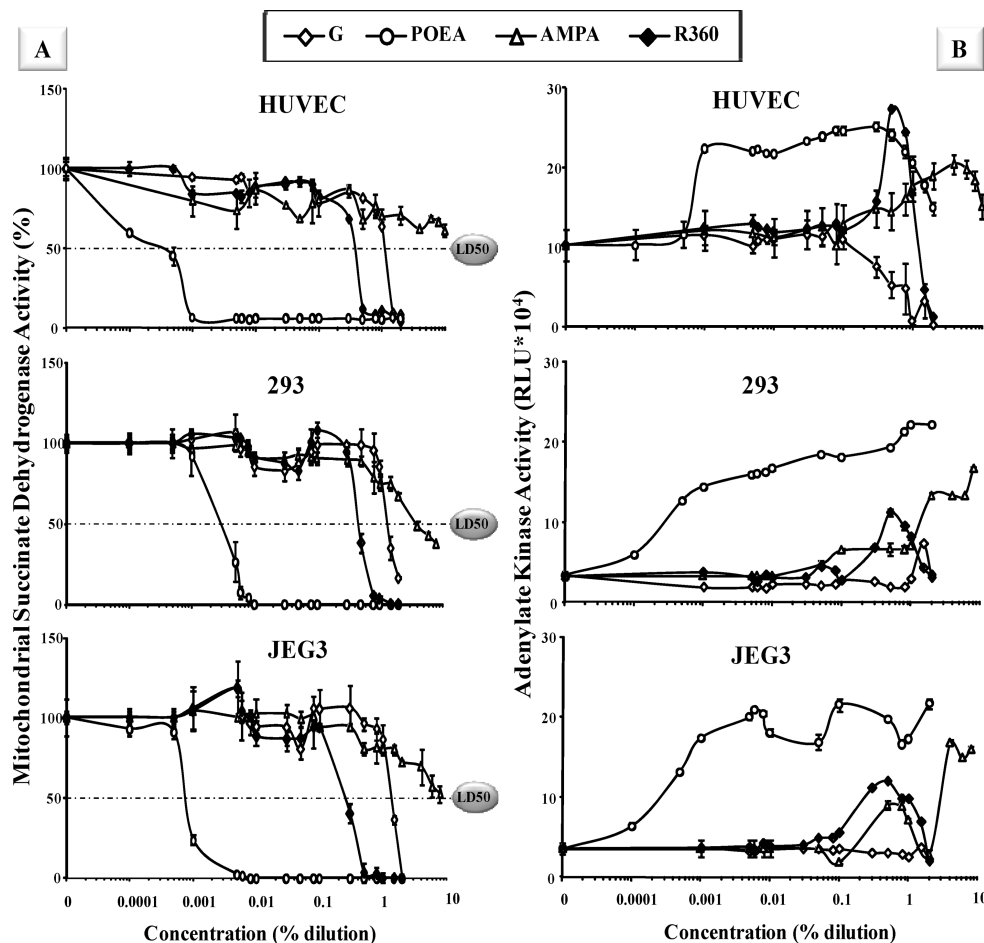 G POEA AMPA R360
A
B
Mitochondrial Succinate Dehydrogenase Activity (%)
HUVEC
150
100
50
0
LD50
293
150
100
50
0
LD50
JEG3
150
100
50
0
LD50
0 0.0001 0.001 0.01 0.1 1 10
Concentration (% dilution)
Adenylate Kinase Activity (RLU*10⁴)
HUVEC
30
20
10
0
293
30
20
10
0
JEG3
30
20
10
0
0 0.0001 0.001 0.01 0.1 1 10
Concentration (% dilution)